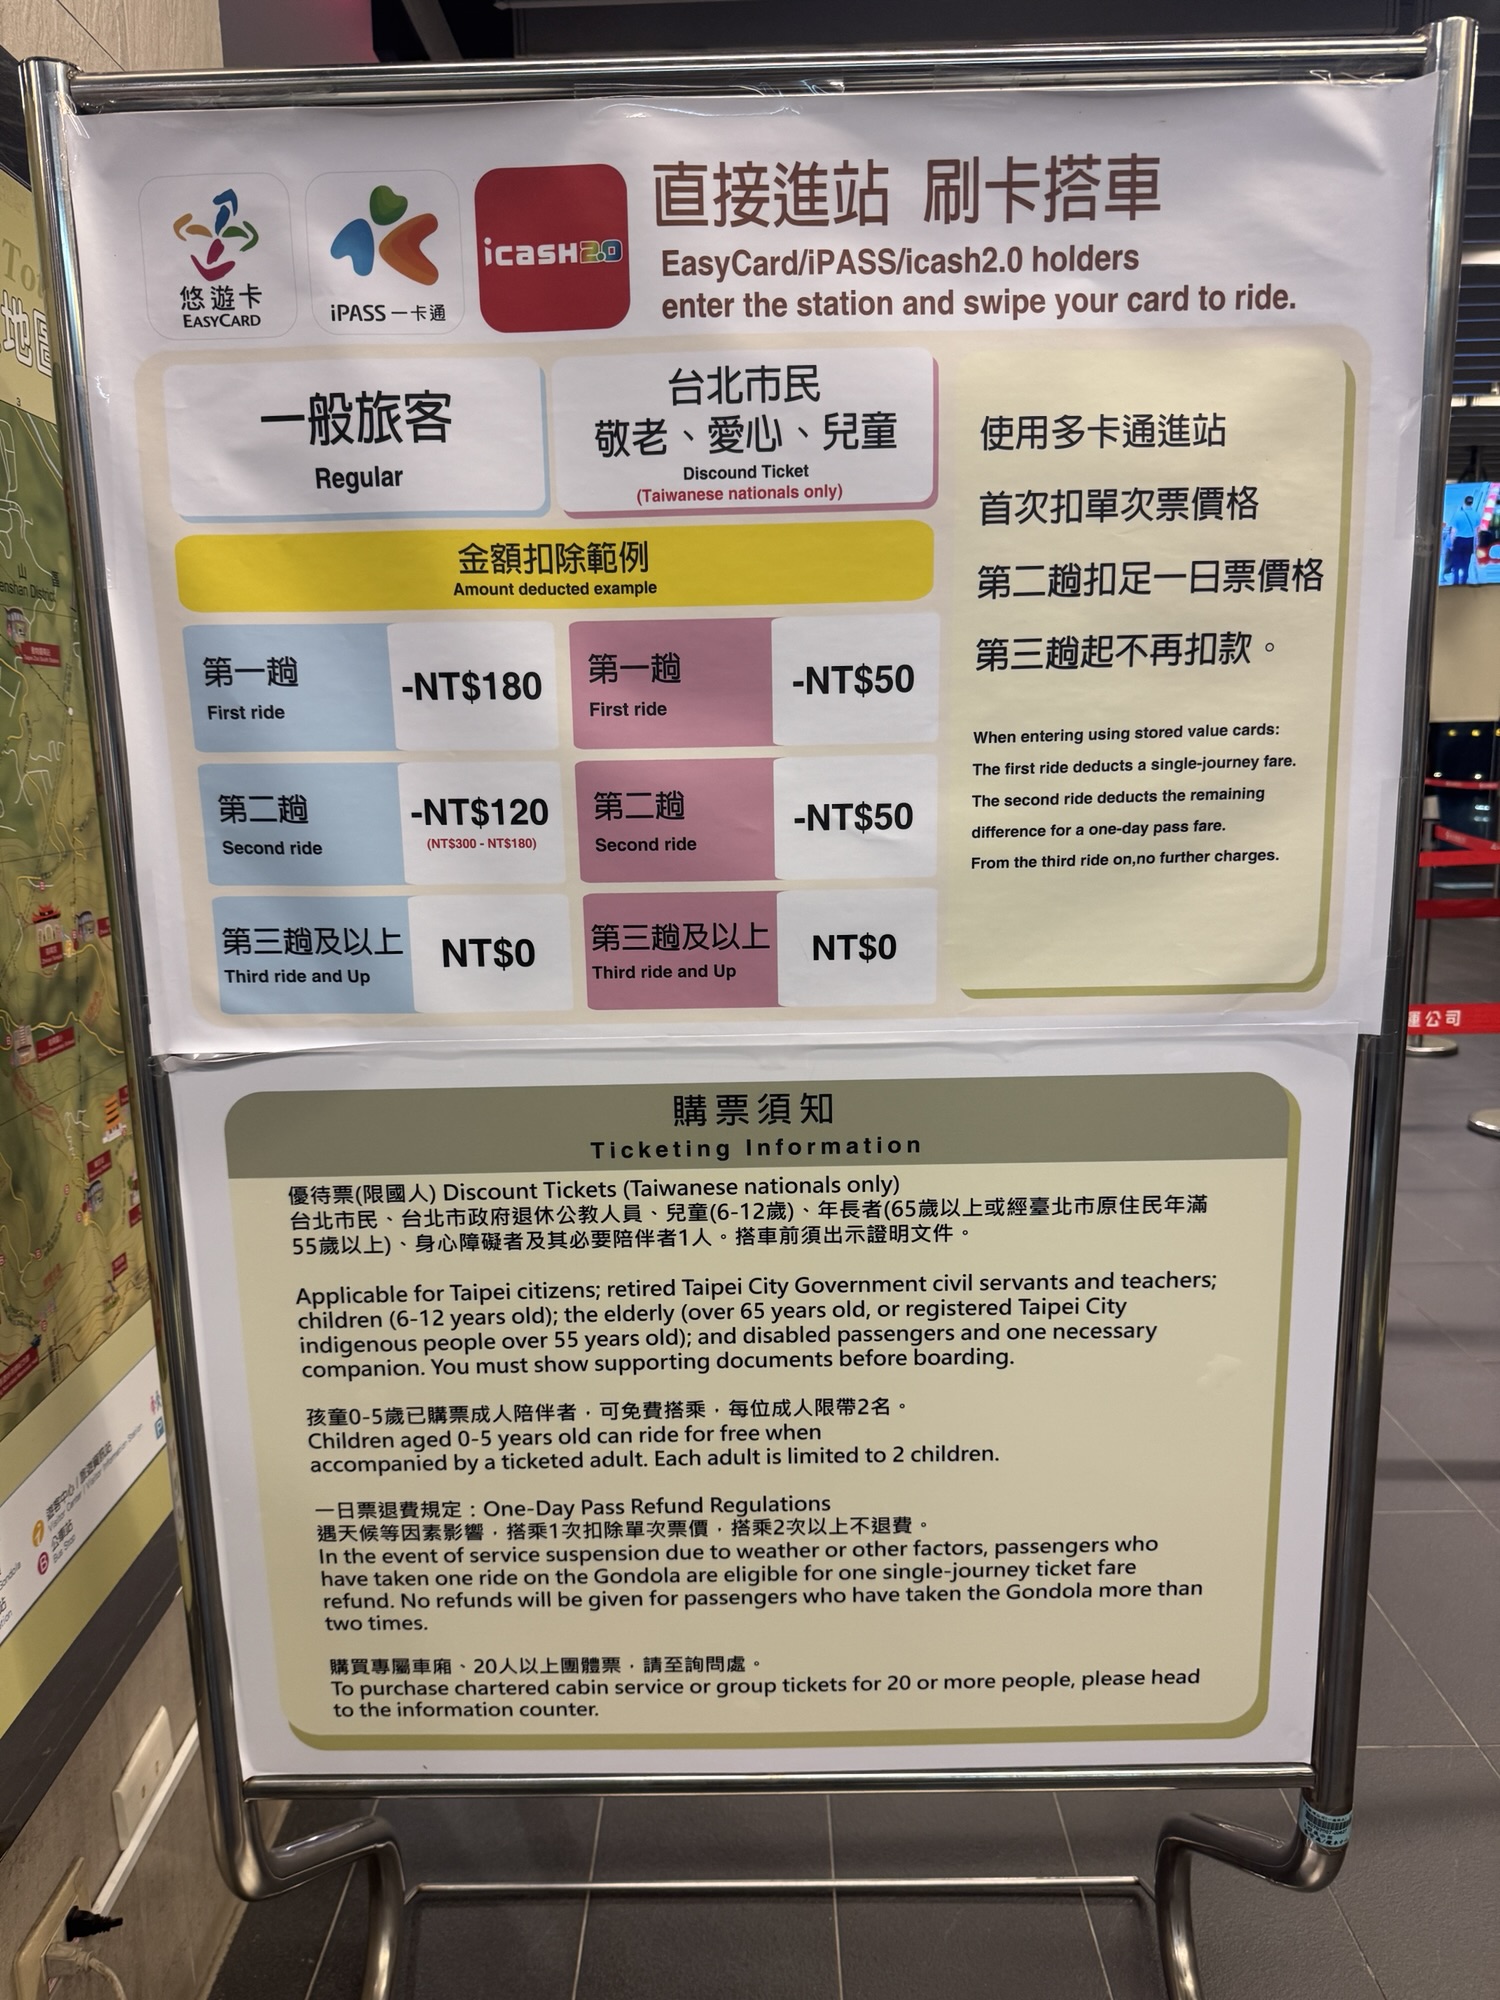 悠遊卡
EASYCARD
iPASS 一卡通
icash2.0
直接進站 刷卡搭車
EasyCard/iPASS/icash2.0 holders
enter the station and swipe your card to ride.
一般旅客
Regular
台北市民
敬老、愛心、兒童
Discound Ticket
(Taiwanese nationals only)
金額扣除範例
Amount deducted example
第一趟
First ride
-NT$180
第一趟
First ride
-NT$50
第二趟
Second ride
-NT$120
(NT$300 - NT$180)
第二趟
Second ride
-NT$50
第三趟及以上
Third ride and Up
NT$0
第三趟及以上
Third ride and Up
NT$0
使用多卡通進站
首次扣單次票價格
第二趟扣足一日票價格
第三趟起不再扣款。
When entering using stored value cards:
The first ride deducts a single-journey fare.
The second ride deducts the remaining
difference for a one-day pass fare.
From the third ride on,no further charges.
購票須知
Ticketing Information
優待票(限國人) Discount Tickets (Taiwanese nationals only)
台北市民、台北市政府退休公教人員、兒童(6-12歲)、年長者(65歲以上或經臺北市原住民年滿
55歲以上)、身心障礙者及其必要陪伴者1人。搭車前須出示證明文件。
Applicable for Taipei citizens; retired Taipei City Government civil servants and teachers;
children (6-12 years old); the elderly (over 65 years old, or registered Taipei City
indigenous people over 55 years old); and disabled passengers and one necessary
companion. You must show supporting documents before boarding.
孩童0-5歲已購票成人陪伴者，可免費搭乘，每位成人限帶2名。
Children aged 0-5 years old can ride for free when
accompanied by a ticketed adult. Each adult is limited to 2 children.
一日票退費規定：One-Day Pass Refund Regulations
遇天候等因素影響，搭乘1次扣除單次票價，搭乘2次以上不退費。
In the event of service suspension due to weather or other factors, passengers who
have taken one ride on the Gondola are eligible for one single-journey ticket fare
refund. No refunds will be given for passengers who have taken the Gondola more than
two times.
購買專屬車廂、20人以上團體票，請至詢問處。
To purchase chartered cabin service or group tickets for 20 or more people, please head
to the information counter.
地
運公司
Visitor Center
公車站
Bus Stop